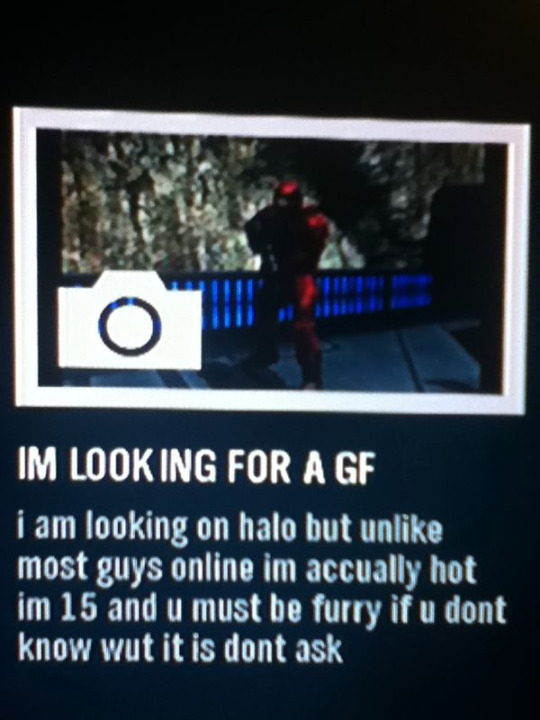 IM LOOKING FOR A GF
i am looking on halo but unlike
most guys online im accually hot
im 15 and u must be furry if u dont
know wut it is dont ask